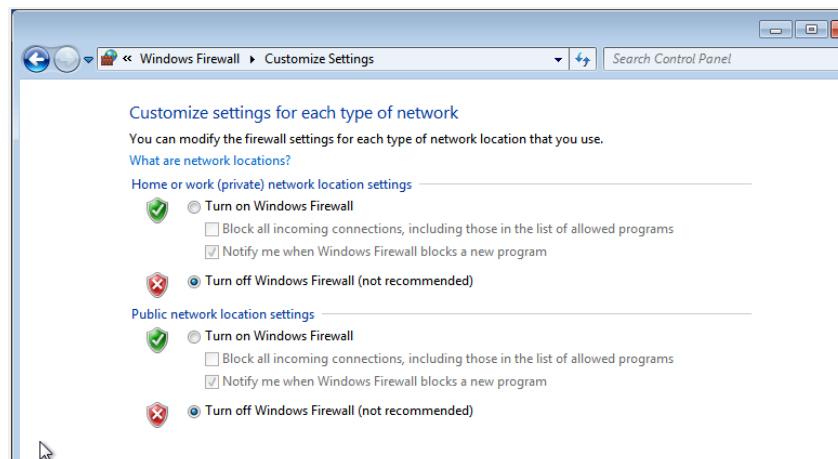 « Windows Firewall ▸ Customize Settings
Search Control Panel
Customize settings for each type of network
You can modify the firewall settings for each type of network location that you use.
What are network locations?
Home or work (private) network location settings
Turn on Windows Firewall
Block all incoming connections, including those in the list of allowed programs
Notify me when Windows Firewall blocks a new program
Turn off Windows Firewall (not recommended)
Public network location settings
Turn on Windows Firewall
Block all incoming connections, including those in the list of allowed programs
Notify me when Windows Firewall blocks a new program
Turn off Windows Firewall (not recommended)